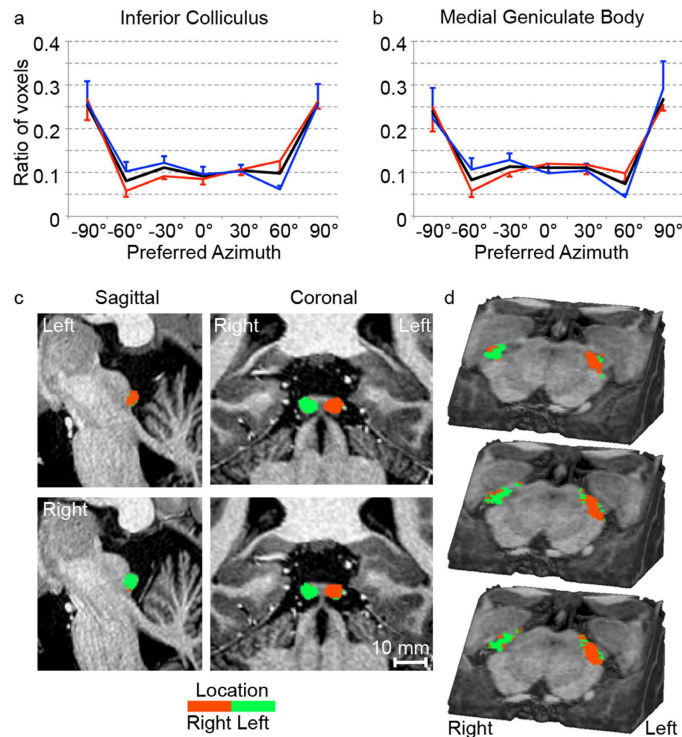 a
Inferior Colliculus
b
Medial Geniculate Body
0.4
0.3
0.2
0.1
0
Ratio of voxels
-90°
-60°
-30°
0°
30°
60°
90°
Preferred Azimuth
0.4
0.3
0.2
0.1
0
-90°
-60°
-30°
0°
30°
60°
90°
Preferred Azimuth
c
Sagittal
Coronal
d
Left
Right
Left
Right
10 mm
Location
Right Left
Right
Left